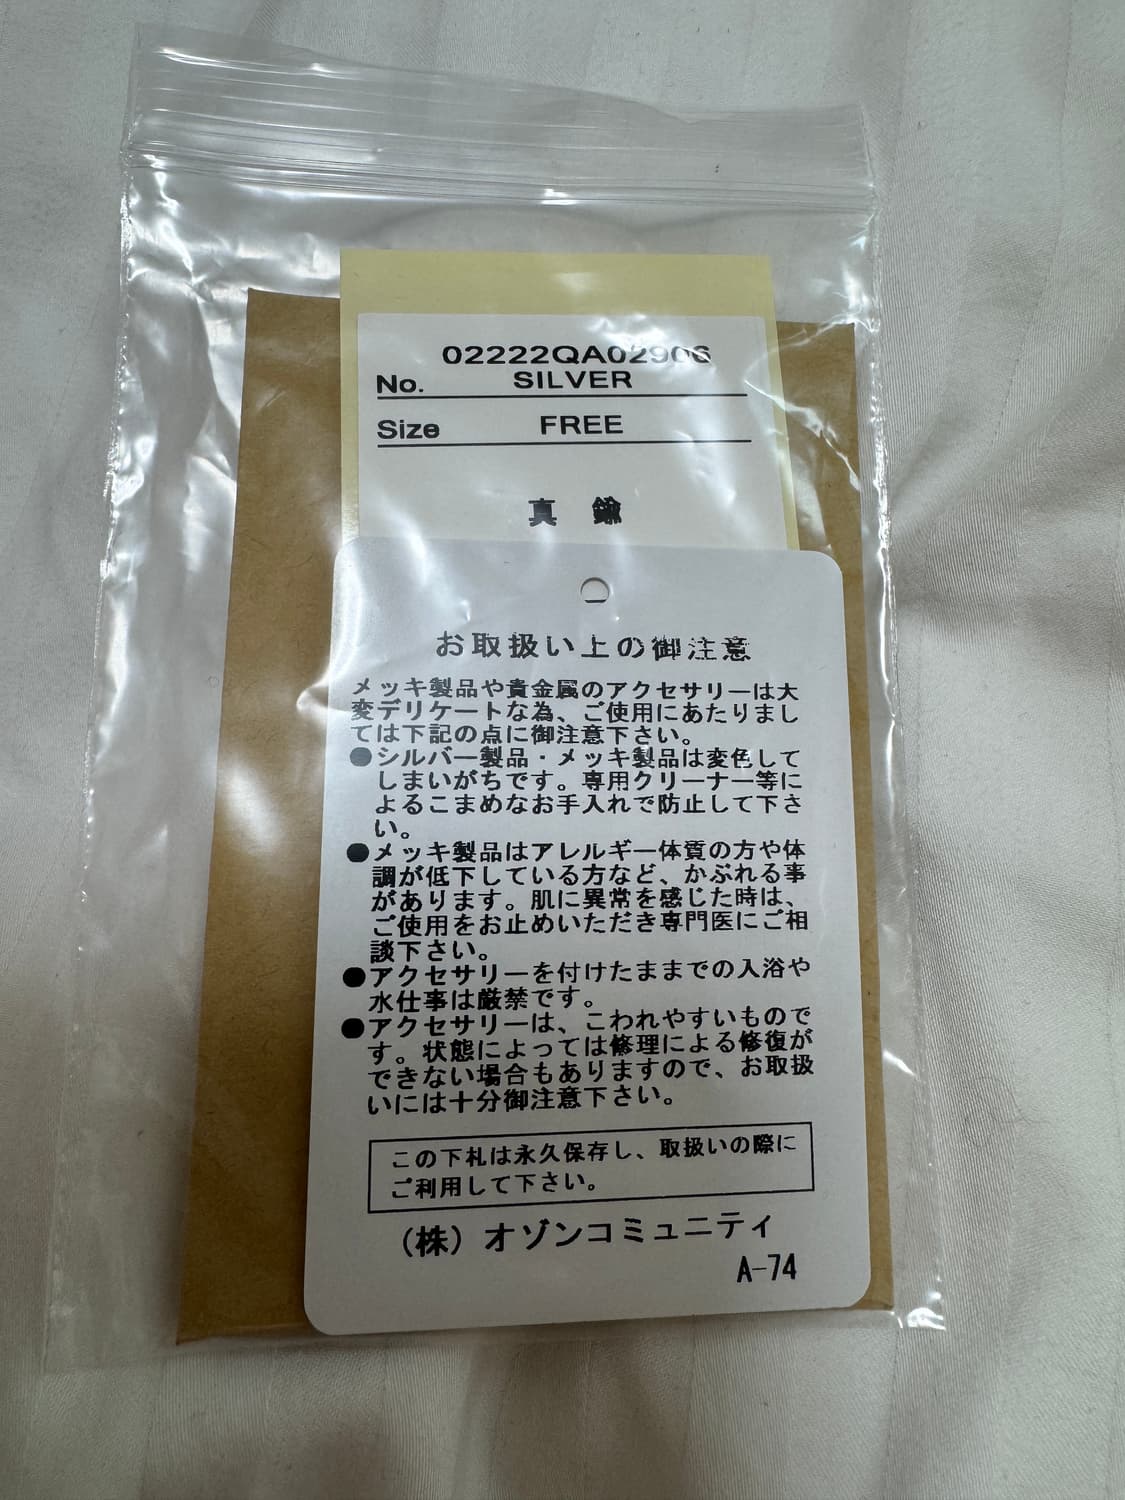 02222QA02906
No. SILVER
Size FREE
真 鍮
お取扱い上の御注意
メッキ製品や貴金属のアクセサリーは大
変デリケートな為、ご使用にあたりまし
ては下記の点に御注意下さい。
●シルバー製品・メッキ製品は変色して
しまいがちです。専用クリーナー等に
よるこまめなお手入れで防止して下さ
い。
●メッキ製品はアレルギー体質の方や体
調が低下している方など、かぶれる事
があります。肌に異常を感じた時は、
ご使用をお止めいただき専門医にご相
談下さい。
●アクセサリーを付けたままでの入浴や
水仕事は厳禁です。
●アクセサリーは、こわれやすいもので
す。状態によっては修理による修復が
できない場合もありますので、お取扱
いには十分御注意下さい。
この下札は永久保存し、取扱いの際に
ご利用して下さい。
（株）オゾンコミュニティ
A-74